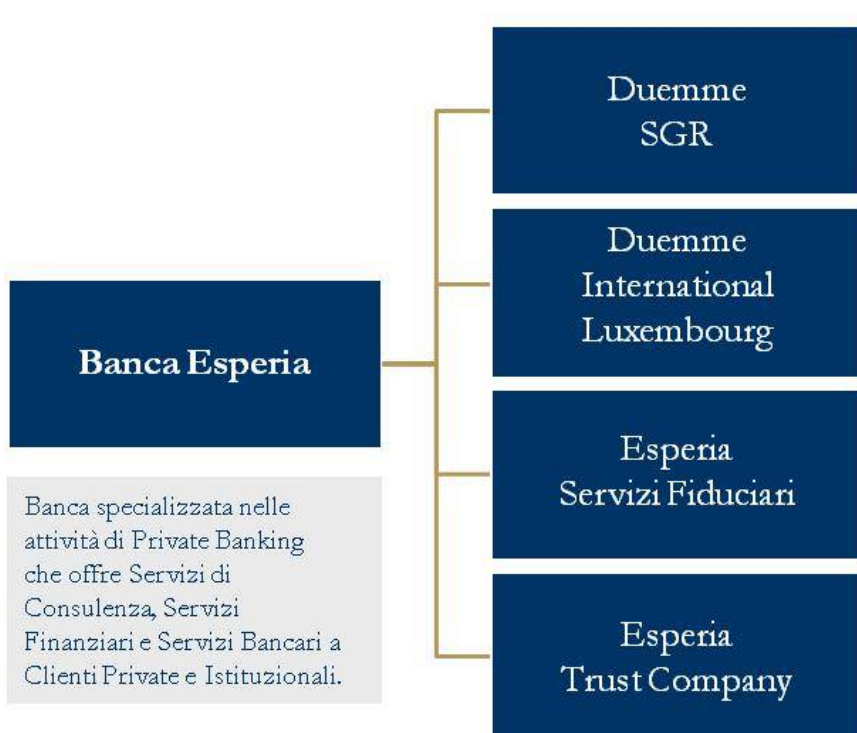 Banca Esperia
Banca specializzata nelle
attività di Private Banking
che offre Servizi di
Consulenza, Servizi
Finanziari e Servizi Bancari a
Clienti Private e Istituzionali.
Duemme
SGR
Duemme
International
Luxembourg
Esperia
Servizi Fiduciari
Esperia
Trust Company